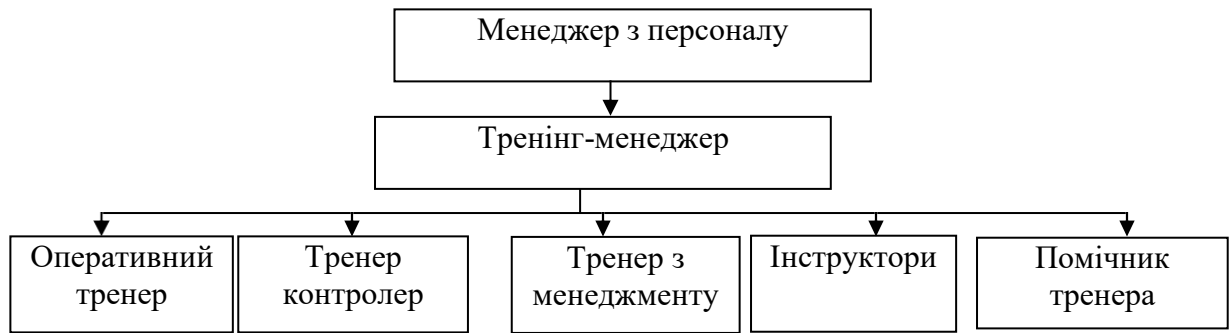 Менеджер з персоналу
Тренінг-менеджер
Оперативний
тренер
Тренер
контролер
Тренер з
менеджменту
Інструктори
Помічник
тренера